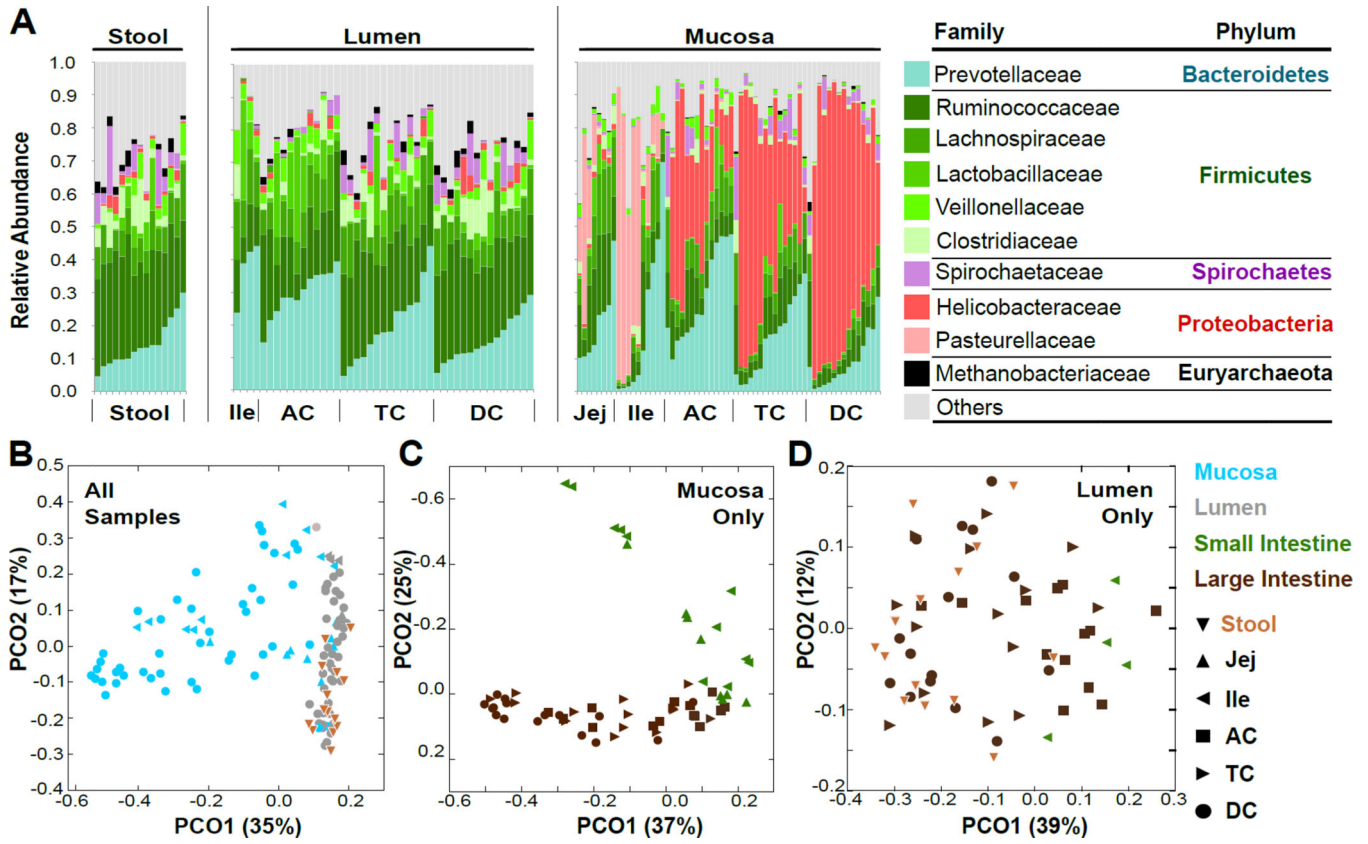 A
Stool
Lumen
Mucosa
Family
Phylum
Relative Abundance
1.0
0.9
0.8
0.7
0.6
0.5
0.4
0.3
0.2
0.1
0.0
Stool
Ile
AC
TC
DC
Jej
Ile
AC
TC
DC
Prevotellaceae
Bacteroidetes
Ruminococcaceae
Lachnospiraceae
Lactobacillaceae
Firmicutes
Veillonellaceae
Clostridiaceae
Spirochaetaceae
Spirochaetes
Helicobacteraceae
Proteobacteria
Pasteurellaceae
Methanobacteriaceae
Euryarchaeota
Others
B
All
Samples
PCO2 (17%)
0.5
0.4
0.3
0.2
0.1
0.0
-0.1
-0.2
-0.3
-0.4
-0.6
-0.4
-0.2
0.0
0.2
PCO1 (35%)
C
Mucosa
Only
PCO2 (25%)
-0.6
-0.4
-0.2
0.0
0.2
-0.6
-0.4
-0.2
0.0
0.2
0.4
PCO1 (37%)
D
Lumen
Only
PCO2 (12%)
0.2
0.1
0.0
-0.1
-0.2
-0.4
-0.3
-0.2
-0.1
0.0
0.1
0.2
0.3
PCO1 (39%)
Mucosa
Lumen
Small Intestine
Large Intestine
Stool
Jej
Ile
AC
TC
DC